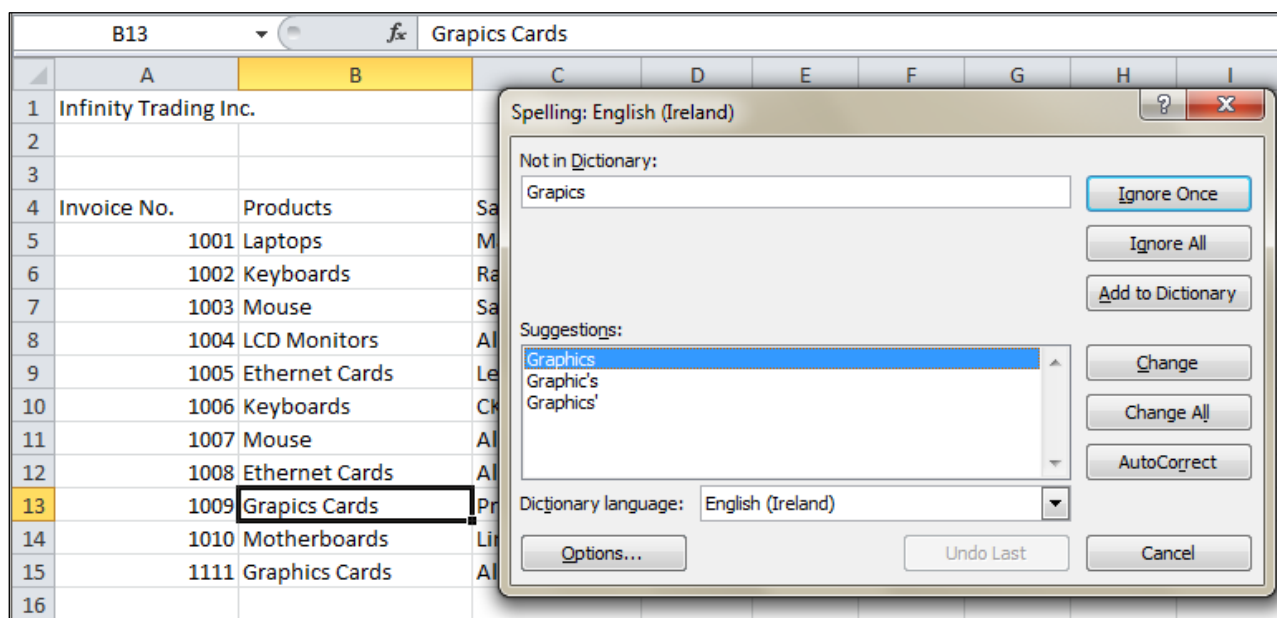 B13 fx Grapics Cards
A B C D E F G H I
1 Infinity Trading Inc.
2
3
4 Invoice No. Products Sa
5 1001 Laptops Ma
6 1002 Keyboards Ra
7 1003 Mouse Sa
8 1004 LCD Monitors Al
9 1005 Ethernet Cards Le
10 1006 Keyboards CK
11 1007 Mouse Al
12 1008 Ethernet Cards Al
13 1009 Grapics Cards Pr
14 1010 Motherboards Lin
15 1111 Graphics Cards Al
16
Spelling: English (Ireland)
? X
Not in Dictionary:
Grapics
Ignore Once
Ignore All
Add to Dictionary
Suggestions:
Graphics
Graphic's
Graphics'
Change
Change All
AutoCorrect
Dictionary language: English (Ireland)
Options... Undo Last Cancel